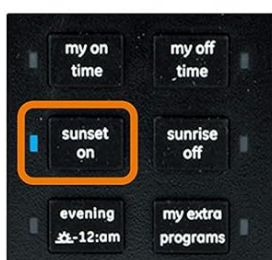 my on
time
my off
time
sunset
on
sunrise
off
evening
-12:am
my extra
programs